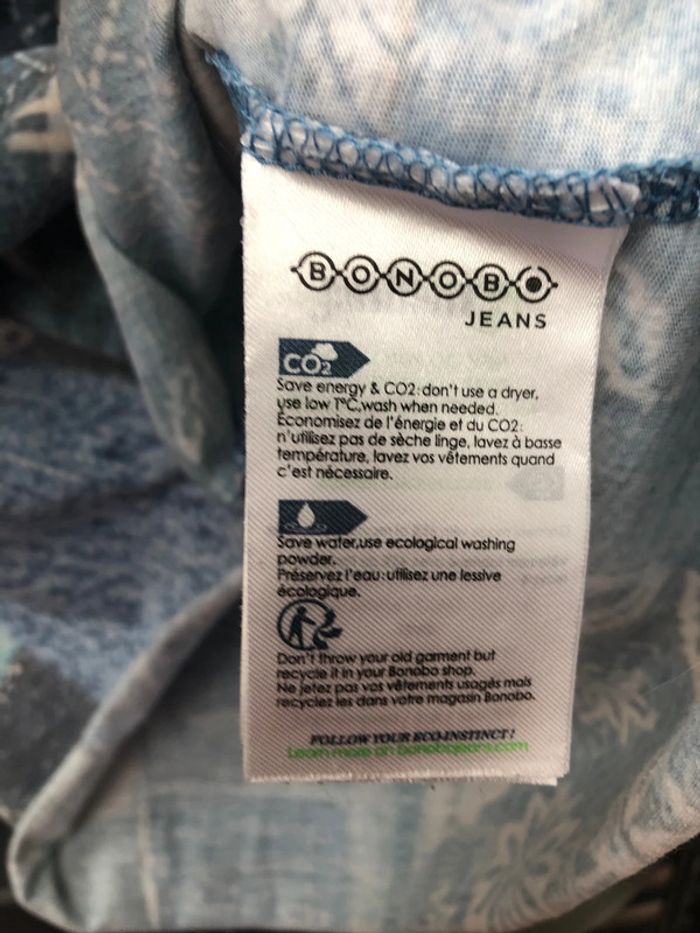 BONOBO
JEANS
CO2
Save energy & CO2: don't use a dryer,
use low T°C,wash when needed.
Économisez de l'énergie et du CO2:
n'utilisez pas de sèche linge, lavez à basse
température, lavez vos vêtements quand
c'est nécessaire.
Save water,use ecological washing
powder.
Préservez l'eau:utilisez une lessive
écologique.
Don't throw your old garment but
recycle it in your Bonobo shop.
Ne jetez pas vos vêtements usagés mais
recyclez les dans votre magasin Bonobo.
FOLLOW YOUR ECO-INSTINCT!
Learn more on bonobojeans.com